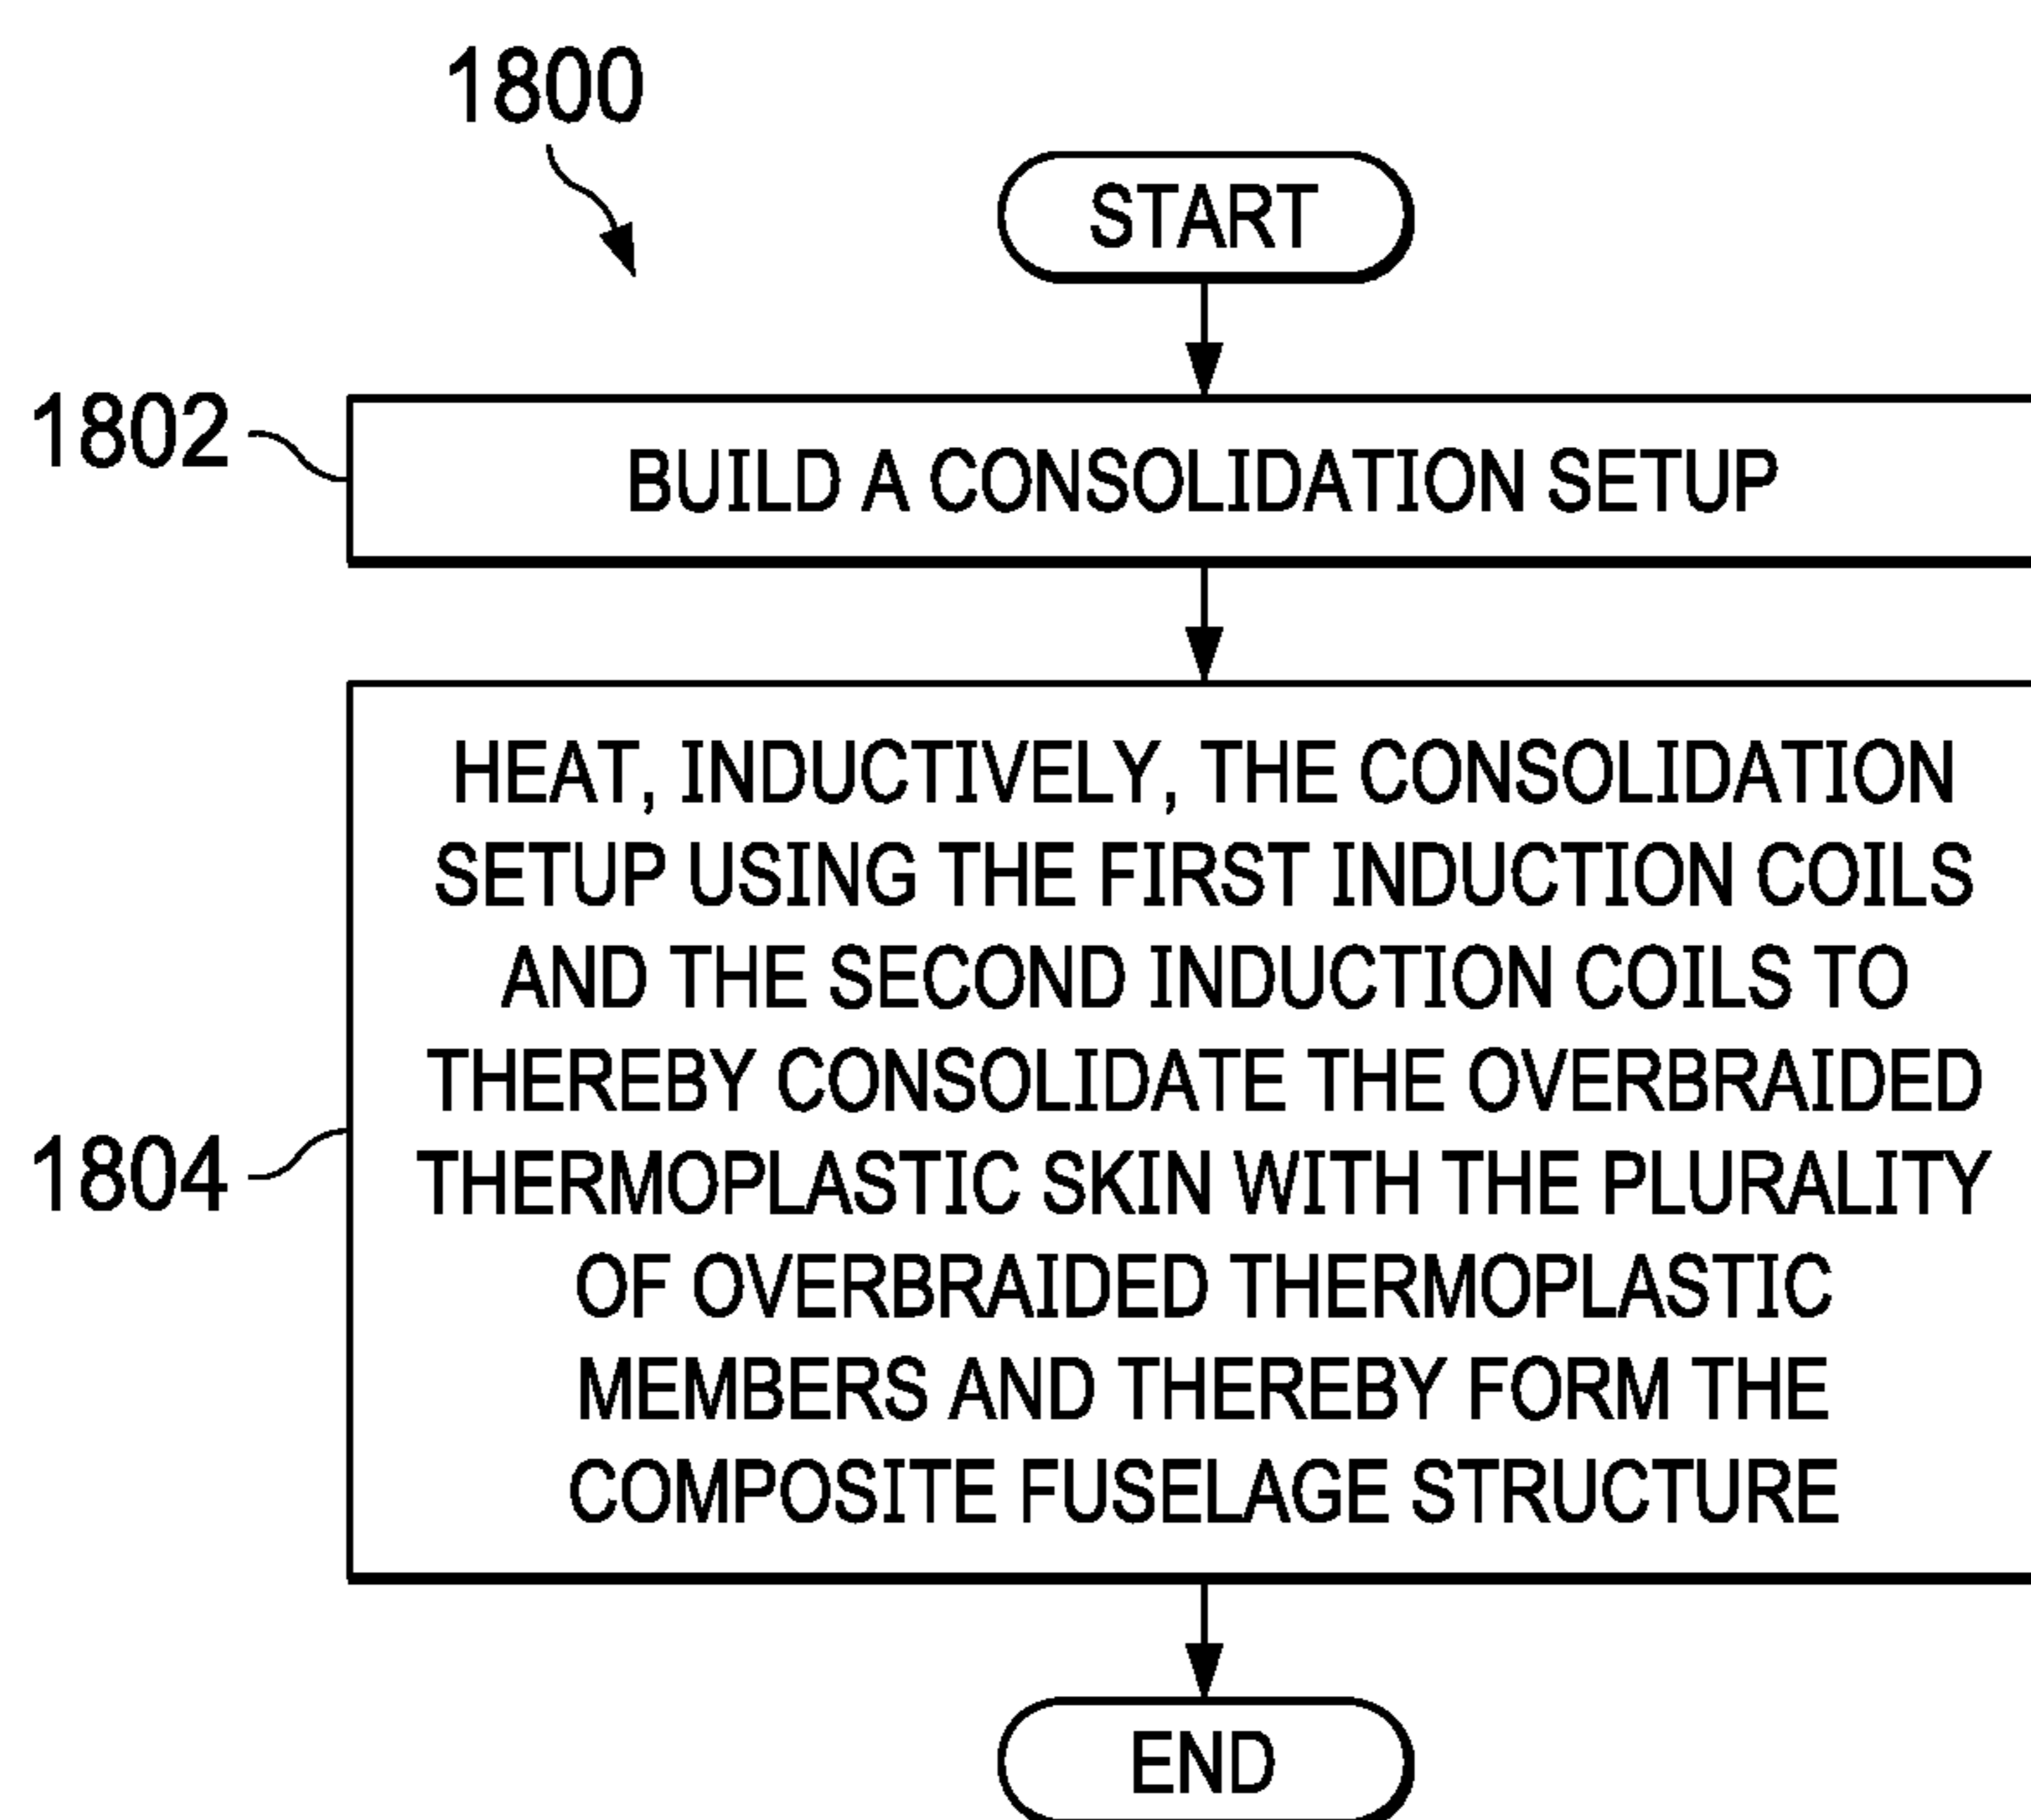 1800
START
1802
BUILD A CONSOLIDATION SETUP
HEAT, INDUCTIVELY, THE CONSOLIDATION
SETUP USING THE FIRST INDUCTION COILS
AND THE SECOND INDUCTION COILS TO
THEREBY CONSOLIDATE THE OVERBRAIDED
1804
THERMOPLASTIC SKIN WITH THE PLURALITY
OF OVERBRAIDED THERMOPLASTIC
MEMBERS AND THEREBY FORM THE
COMPOSITE FUSELAGE STRUCTURE
END